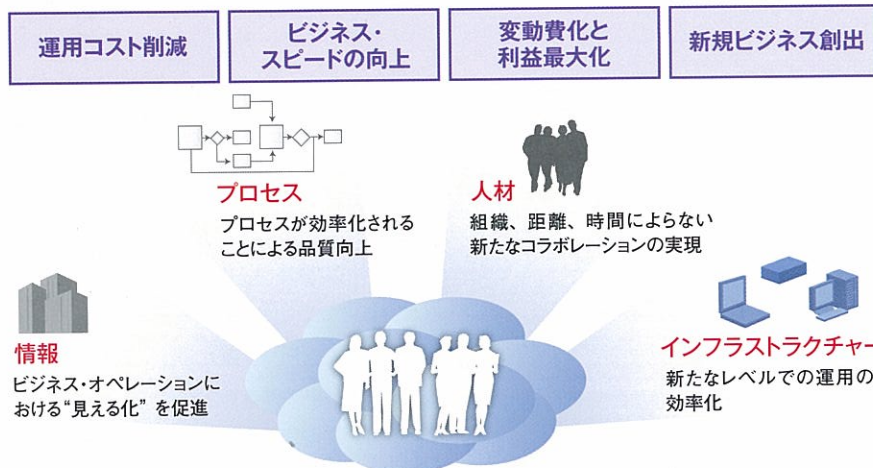 運用コスト削減
ビジネス・
スピードの向上
変動費化と
利益最大化
新規ビジネス創出
プロセス
プロセスが効率化される
ことによる品質向上
人材
組織、距離、時間によらない
新たなコラボレーションの実現
情報
ビジネス・オペレーションに
おける“見える化”を促進
インフラストラクチャー
新たなレベルでの運用の
効率化